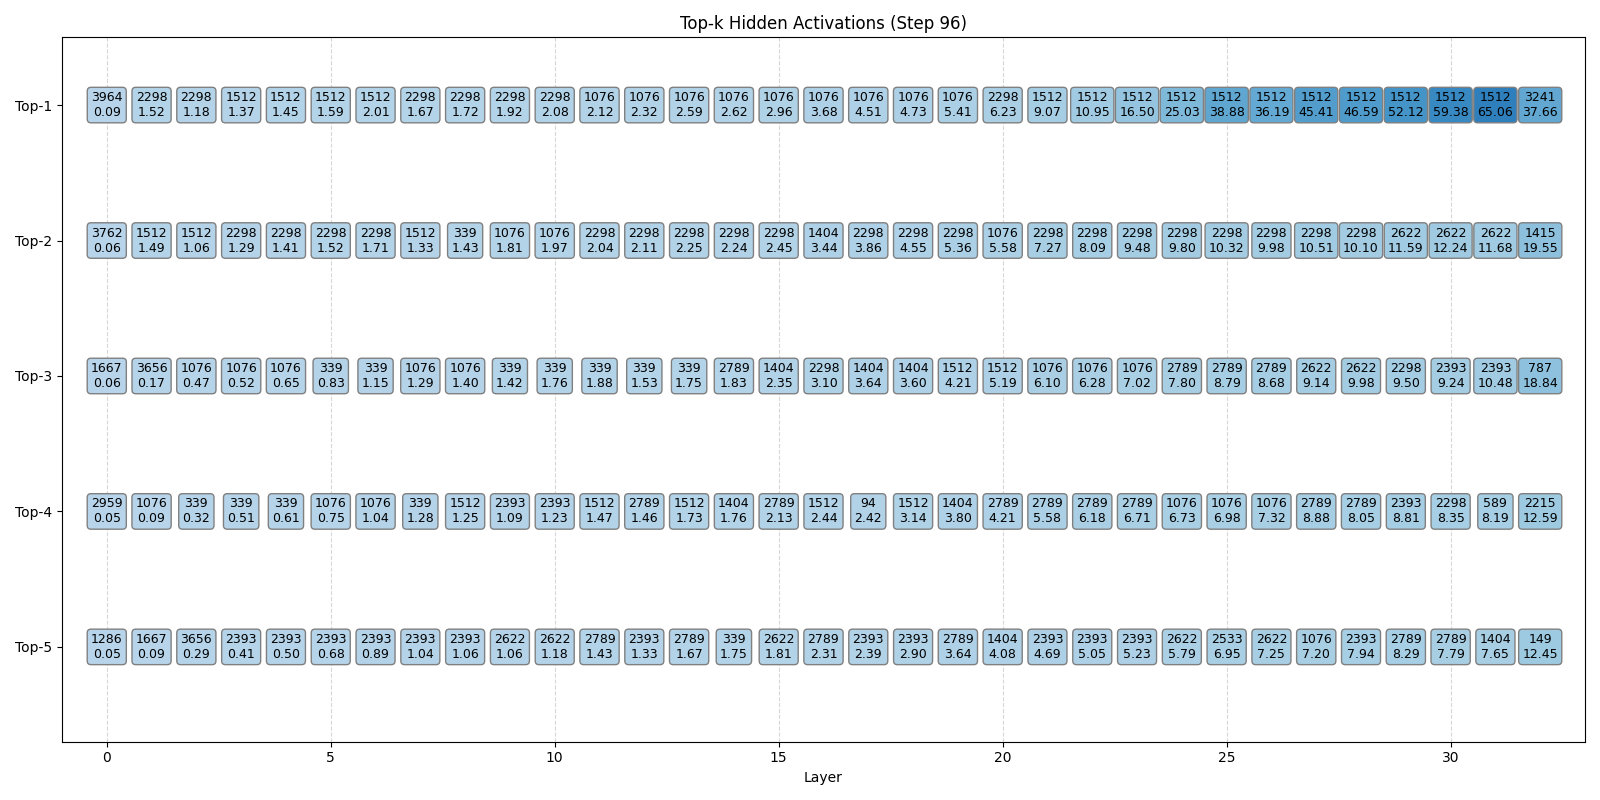 Top-k Hidden Activations (Step 96)
Top-1
3964 2298 2298 1512 1512 1512 1512 2298 2298 2298 2298 1076 1076 1076 1076 1076 1076 1076 1076 1076 2298 1512 1512 1512 1512 1512 1512 1512 1512 1512 1512 1512 3241
0.09 1.52 1.18 1.37 1.45 1.59 2.01 1.67 1.72 1.92 2.08 2.12 2.32 2.59 2.62 2.96 3.68 4.51 4.73 5.41 6.23 9.07 10.95 16.50 25.03 38.88 36.19 45.41 46.59 52.12 59.38 65.06 37.66
Top-2
3762 1512 1512 2298 2298 2298 2298 1512 339 1076 1076 2298 2298 2298 2298 2298 1404 2298 2298 2298 1076 2298 2298 2298 2298 2298 2298 2298 2298 2622 2622 2622 1415
0.06 1.49 1.06 1.29 1.41 1.52 1.71 1.33 1.43 1.81 1.97 2.04 2.11 2.25 2.24 2.45 3.44 3.86 4.55 5.36 5.58 7.27 8.09 9.48 9.80 10.32 9.98 10.51 10.10 11.59 12.24 11.68 19.55
Top-3
1667 3656 1076 1076 1076 339 339 1076 1076 339 339 339 339 339 2789 1404 2298 1404 1404 1512 1512 1076 1076 1076 2789 2789 2789 2622 2622 2298 2393 2393 787
0.06 0.17 0.47 0.52 0.65 0.83 1.15 1.29 1.40 1.42 1.76 1.88 1.53 1.75 1.83 2.35 3.10 3.64 3.60 4.21 5.19 6.10 6.28 7.02 7.80 8.79 8.68 9.14 9.98 9.50 9.24 10.48 18.84
Top-4
2959 1076 339 339 339 1076 1076 339 1512 2393 2393 1512 2789 1512 1404 2789 1512 94 1512 1404 2789 2789 2789 2789 1076 1076 1076 2789 2789 2393 2298 589 2215
0.05 0.09 0.32 0.51 0.61 0.75 1.04 1.28 1.25 1.09 1.23 1.47 1.46 1.73 1.76 2.13 2.44 2.42 3.14 3.80 4.21 5.58 6.18 6.71 6.73 6.98 7.32 8.88 8.05 8.81 8.35 8.19 12.59
Top-5
1286 1667 3656 2393 2393 2393 2393 2393 2393 2622 2622 2789 2393 2789 339 2622 2789 2393 2393 2789 1404 2393 2393 2393 2622 2533 2622 1076 2393 2789 2789 1404 149
0.05 0.09 0.29 0.41 0.50 0.68 0.89 1.04 1.06 1.06 1.18 1.43 1.33 1.67 1.75 1.81 2.31 2.39 2.90 3.64 4.08 4.69 5.05 5.23 5.79 6.95 7.25 7.20 7.94 8.29 7.79 7.65 12.45
0 5 10 15 20 25 30
Layer